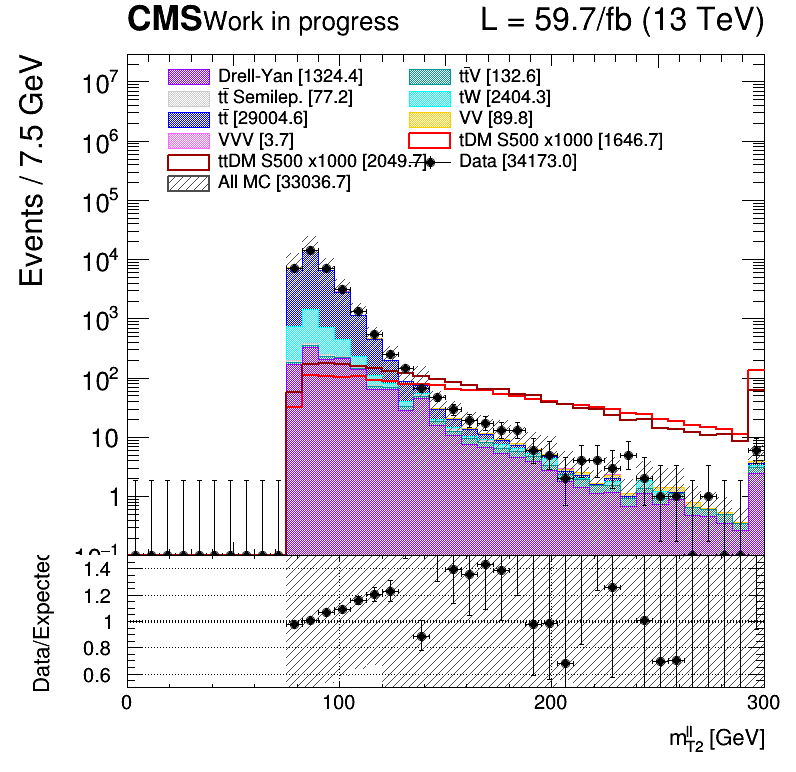 CMS Work in progress L = 59.7/fb (13 TeV)
Events / 7.5 GeV
Drell-Yan [1324.4] tt̄V [132.6]
tt̄ Semilep. [77.2] tW [2404.3]
tt̄ [29004.6] VV [89.8]
VVV [3.7] tDM S500 x1000 [1646.7]
ttDM S500 x1000 [2049.7] Data [34173.0]
All MC [33036.7]
10⁷
10⁶
10⁵
10⁴
10³
10²
10
1
10⁻¹
Data/Expected
1.4
1.2
1
0.8
0.6
0 100 200 300
m_T2^ll [GeV]